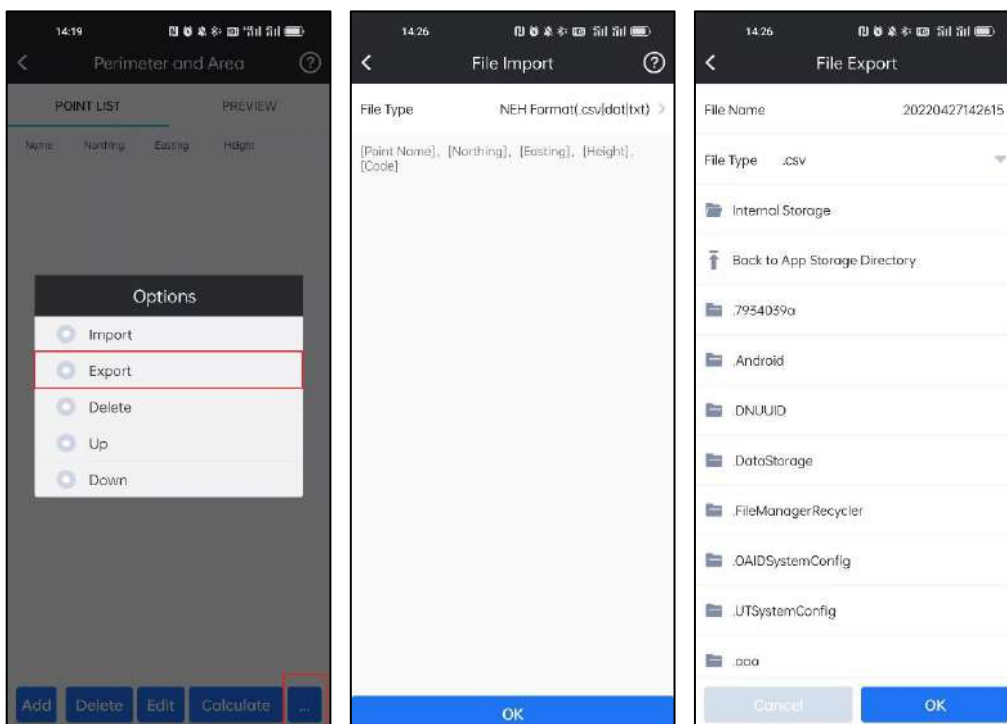 14:19
Perimeter and Area
POINT LIST PREVIEW
Name Northing Easting Height
Options
Import
Export
Delete
Up
Down
Add Delete Edit Calculate ...
14:26
File Import
File Type NEH Format(.csv|dat|txt)
[Point Name], [Northing], [Easting], [Height],
[Code]
OK
14:26
File Export
File Name 20220427142615
File Type .csv
Internal Storage
Back to App Storage Directory
.7934039a
.Android
.DNUUID
.DataStorage
.FileManagerRecycler
.OAIDSystemConfig
.UTSystemConfig
.aaa
Cancel OK